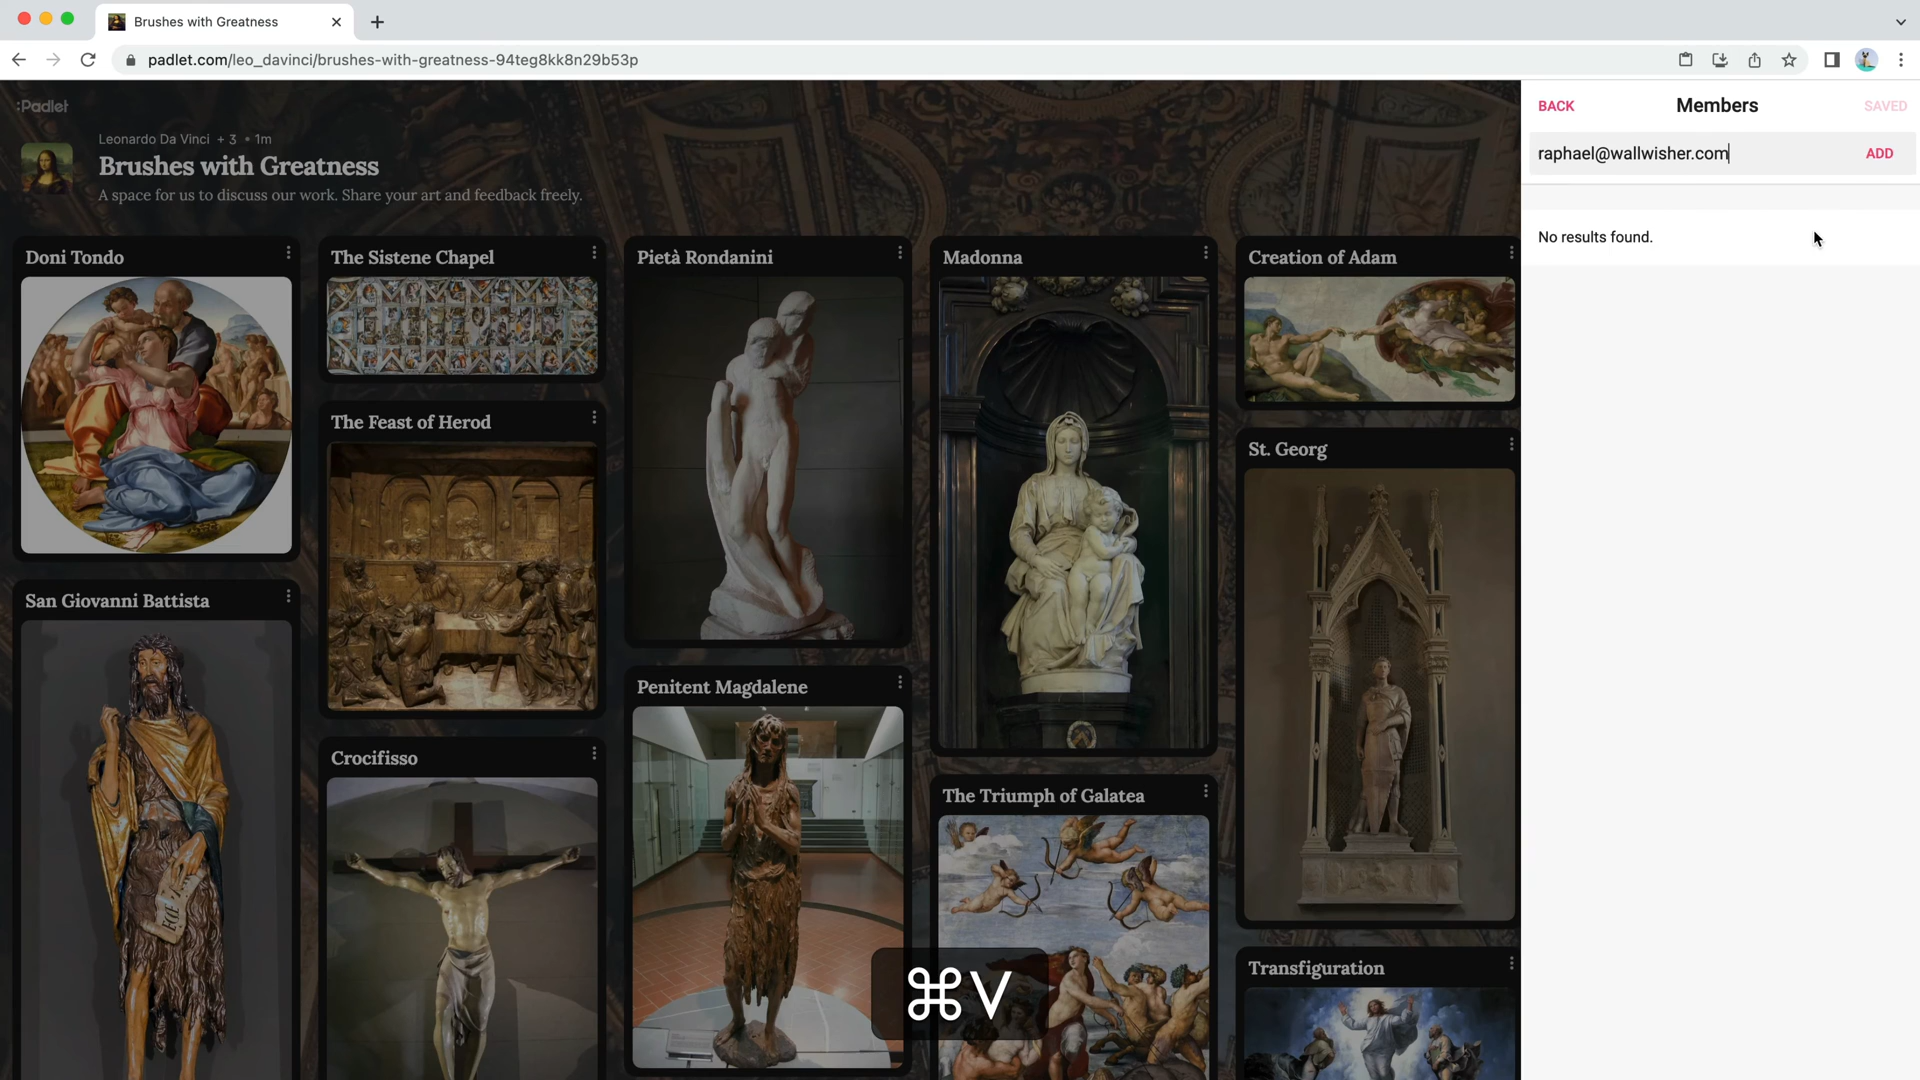 Brushes with Greatness
padlet.com/leo_davinci/brushes-with-greatness-94teg8kk8n29b53p
:Padlet
Leonardo Da Vinci + 3 • 1m
Brushes with Greatness
A space for us to discuss our work. Share your art and feedback freely.
BACK
Members
SAVED
raphael@wallwisher.com
ADD
No results found.
Doni Tondo
The Sistene Chapel
Pietà Rondanini
Madonna
Creation of Adam
The Feast of Herod
St. Georg
San Giovanni Battista
Penitent Magdalene
Crocifisso
The Triumph of Galatea
Transfiguration
⌘V